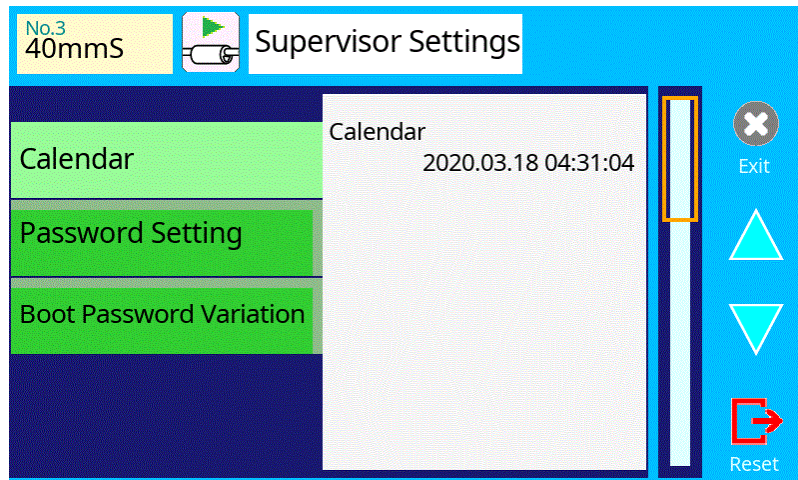 No.3
40mmS
Supervisor Settings
Calendar
Password Setting
Boot Password Variation
Calendar
2020.03.18 04:31:04
Exit
Reset